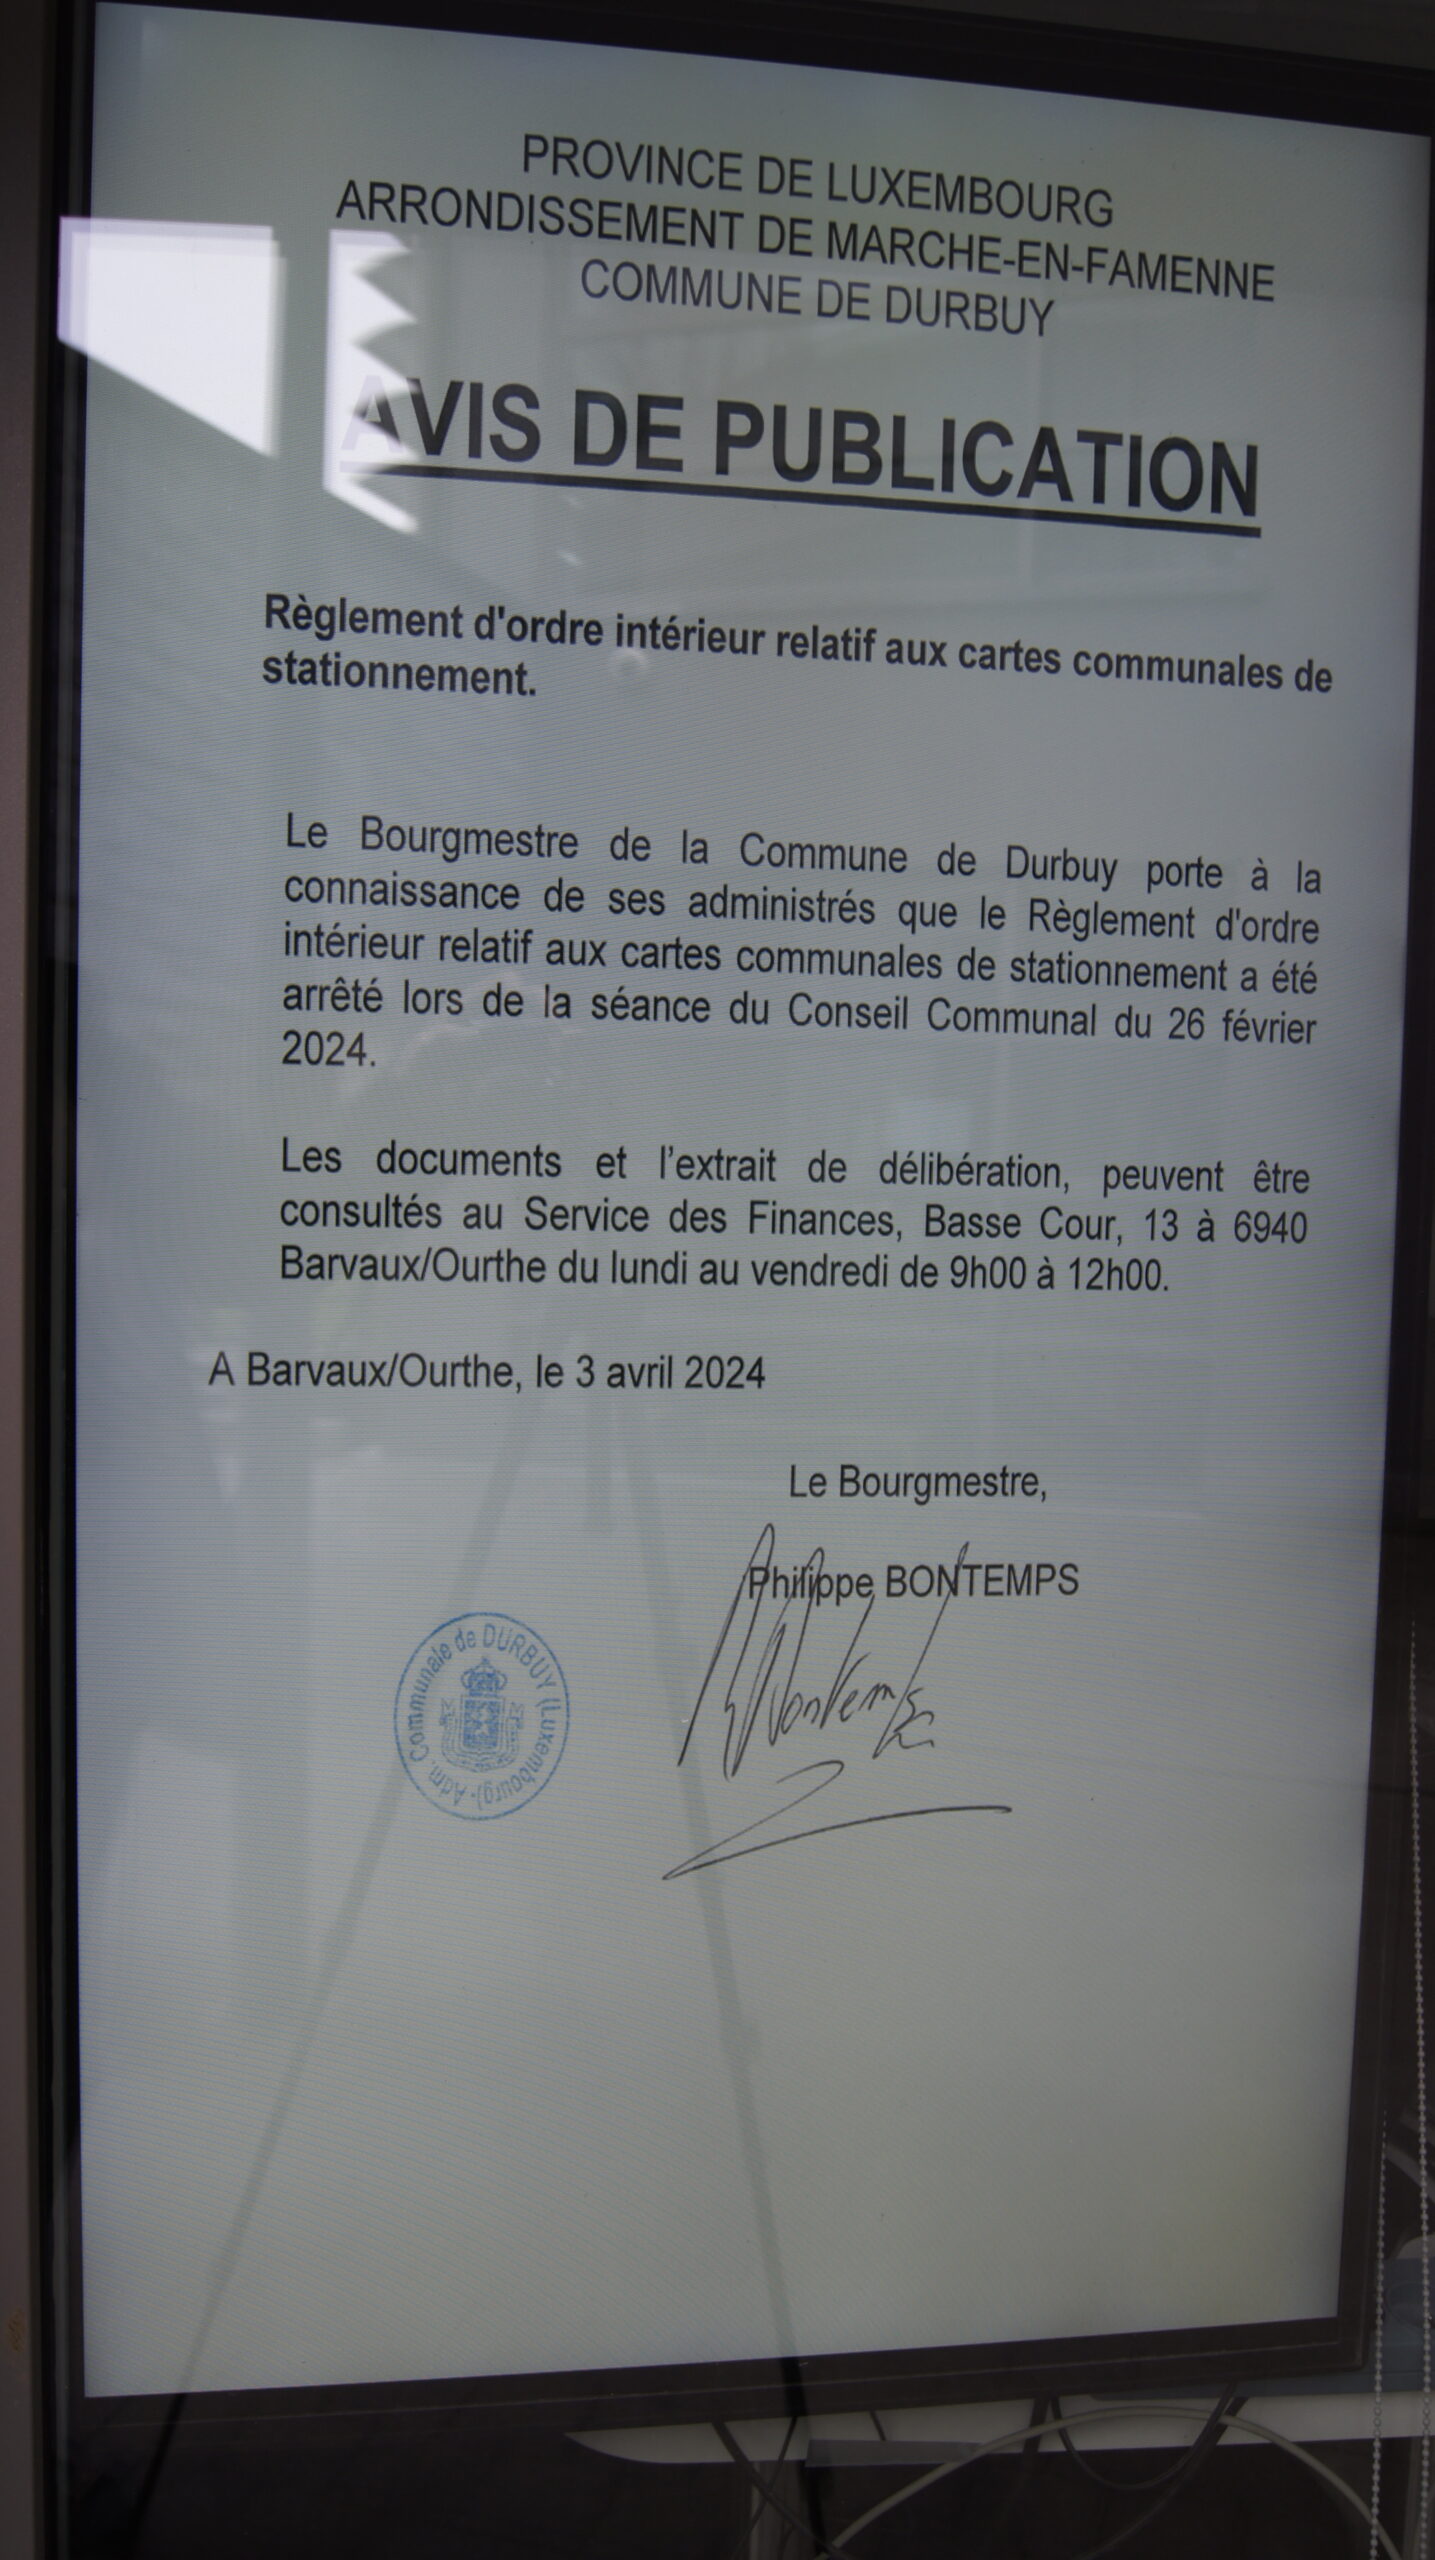 PROVINCE DE LUXEMBOURG
ARRONDISSEMENT DE MARCHE-EN-FAMENNE
COMMUNE DE DURBUY
AVIS DE PUBLICATION
Règlement d'ordre intérieur relatif aux cartes communales de
stationnement.
Le Bourgmestre de la Commune de Durbuy porte à la
connaissance de ses administrés que le Règlement d'ordre
intérieur relatif aux cartes communales de stationnement a été
arrêté lors de la séance du Conseil Communal du 26 février
2024.
Les documents et l’extrait de délibération, peuvent être
consultés au Service des Finances, Basse Cour, 13 à 6940
Barvaux/Ourthe du lundi au vendredi de 9h00 à 12h00.
A Barvaux/Ourthe, le 3 avril 2024
Le Bourgmestre,
Philippe BONTEMPS
Adm. Communale de DURBUY (Luxembourg)-